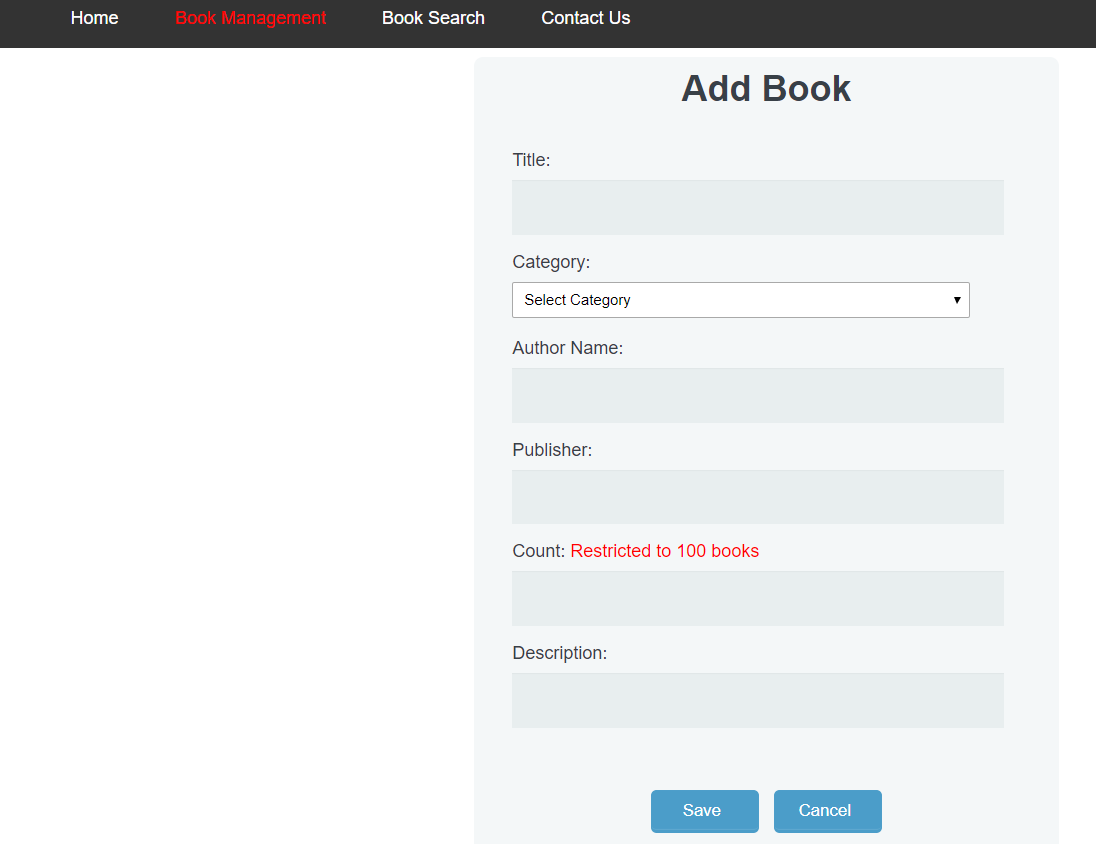 Home Book Management Book Search Contact Us
Add Book
Title:
Category:
Select Category
Author Name:
Publisher:
Count: Restricted to 100 books
Description:
Save Cancel